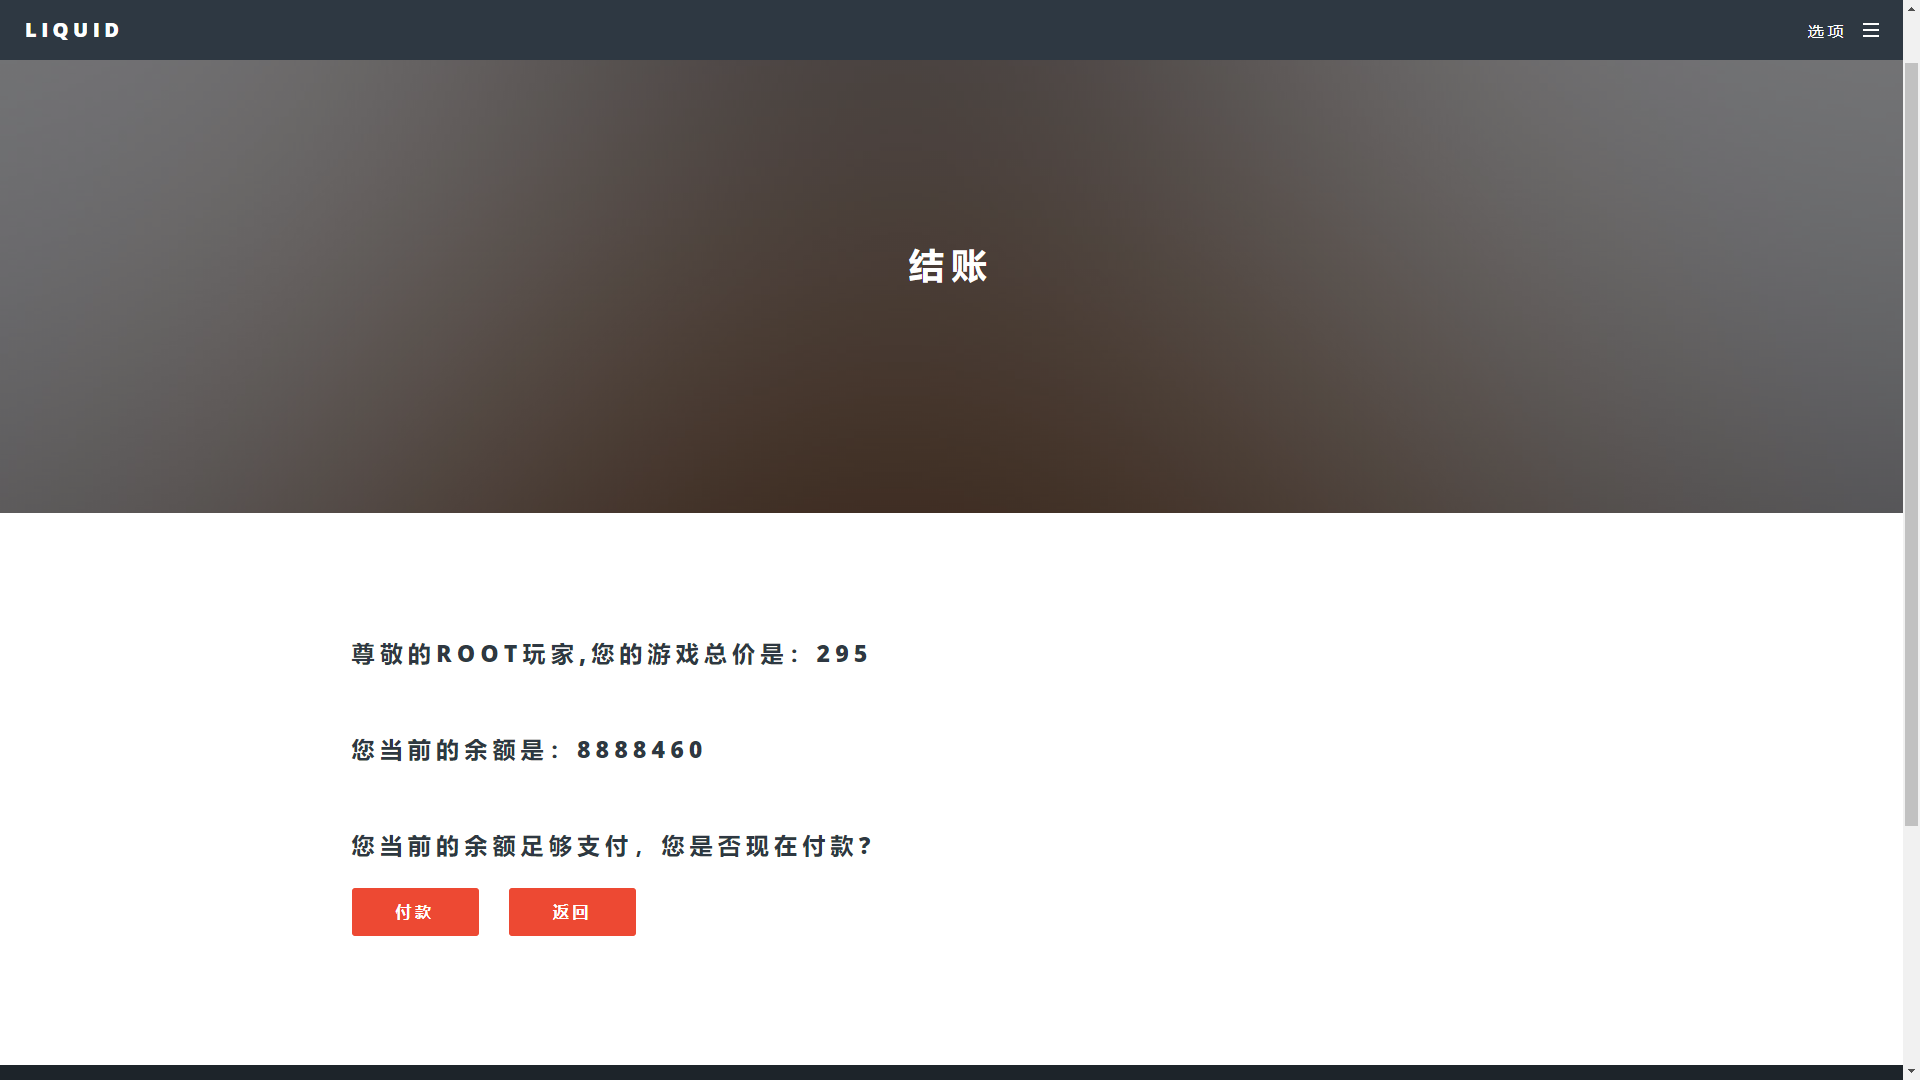 LIQUID
选项
结账
尊敬的ROOT玩家,您的游戏总价是：295
您当前的余额是：8888460
您当前的余额足够支付，您是否现在付款?
付款
返回